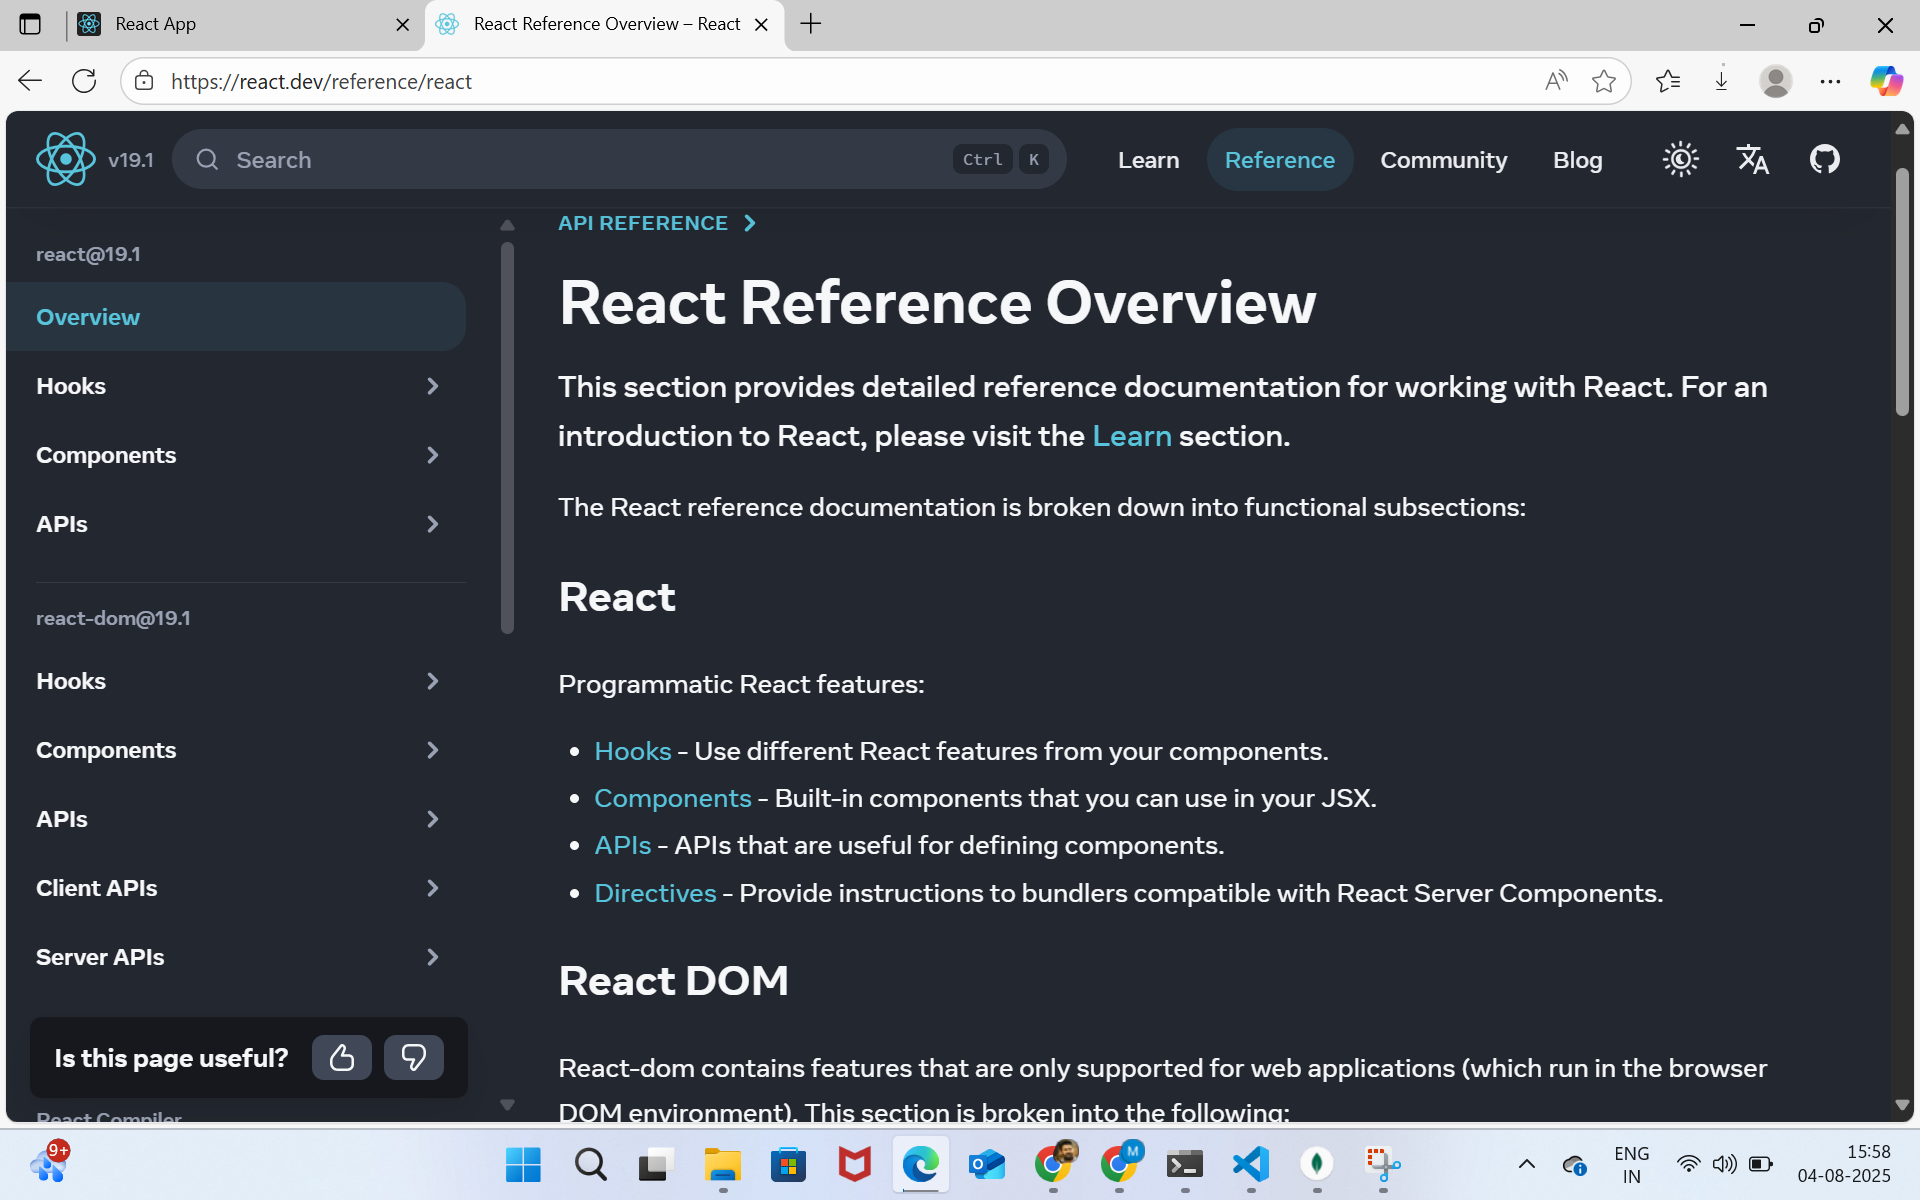 React App
React Reference Overview – React
https://react.dev/reference/react
v19.1
Search
Ctrl K
Learn
Reference
Community
Blog
react@19.1
Overview
Hooks
Components
APIs
react-dom@19.1
Hooks
Components
APIs
Client APIs
Server APIs
Is this page useful?
React Compiler
API REFERENCE
React Reference Overview
This section provides detailed reference documentation for working with React. For an
introduction to React, please visit the Learn section.
The React reference documentation is broken down into functional subsections:
React
Programmatic React features:
• Hooks - Use different React features from your components.
• Components - Built-in components that you can use in your JSX.
• APIs - APIs that are useful for defining components.
• Directives - Provide instructions to bundlers compatible with React Server Components.
React DOM
React-dom contains features that are only supported for web applications (which run in the browser
DOM environment). This section is broken into the following:
9+
M
ENG
IN
15:58
04-08-2025